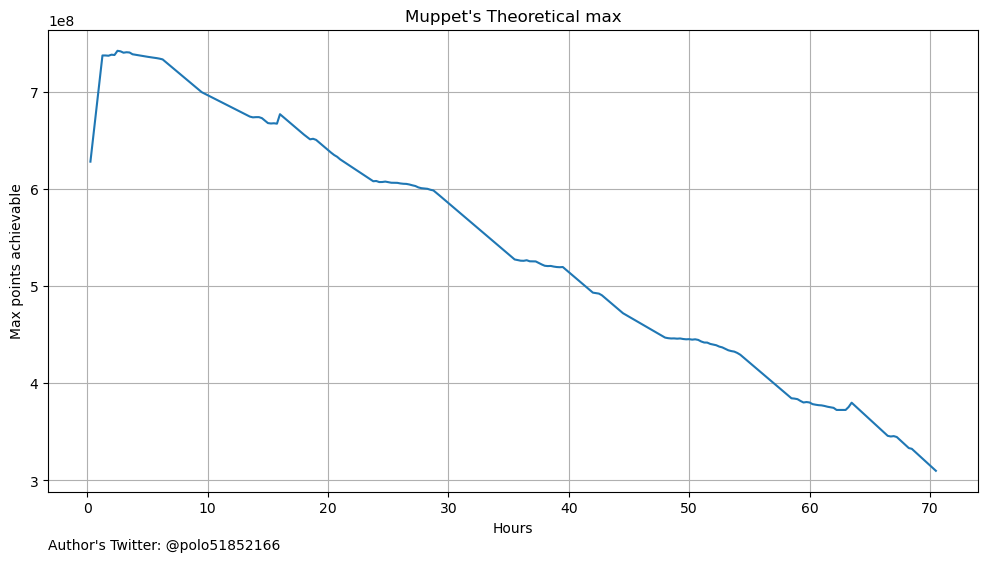 Muppet's Theoretical max
1e8
7
6
5
4
3
Max points achievable
0 10 20 30 40 50 60 70
Hours
Author's Twitter: @polo51852166